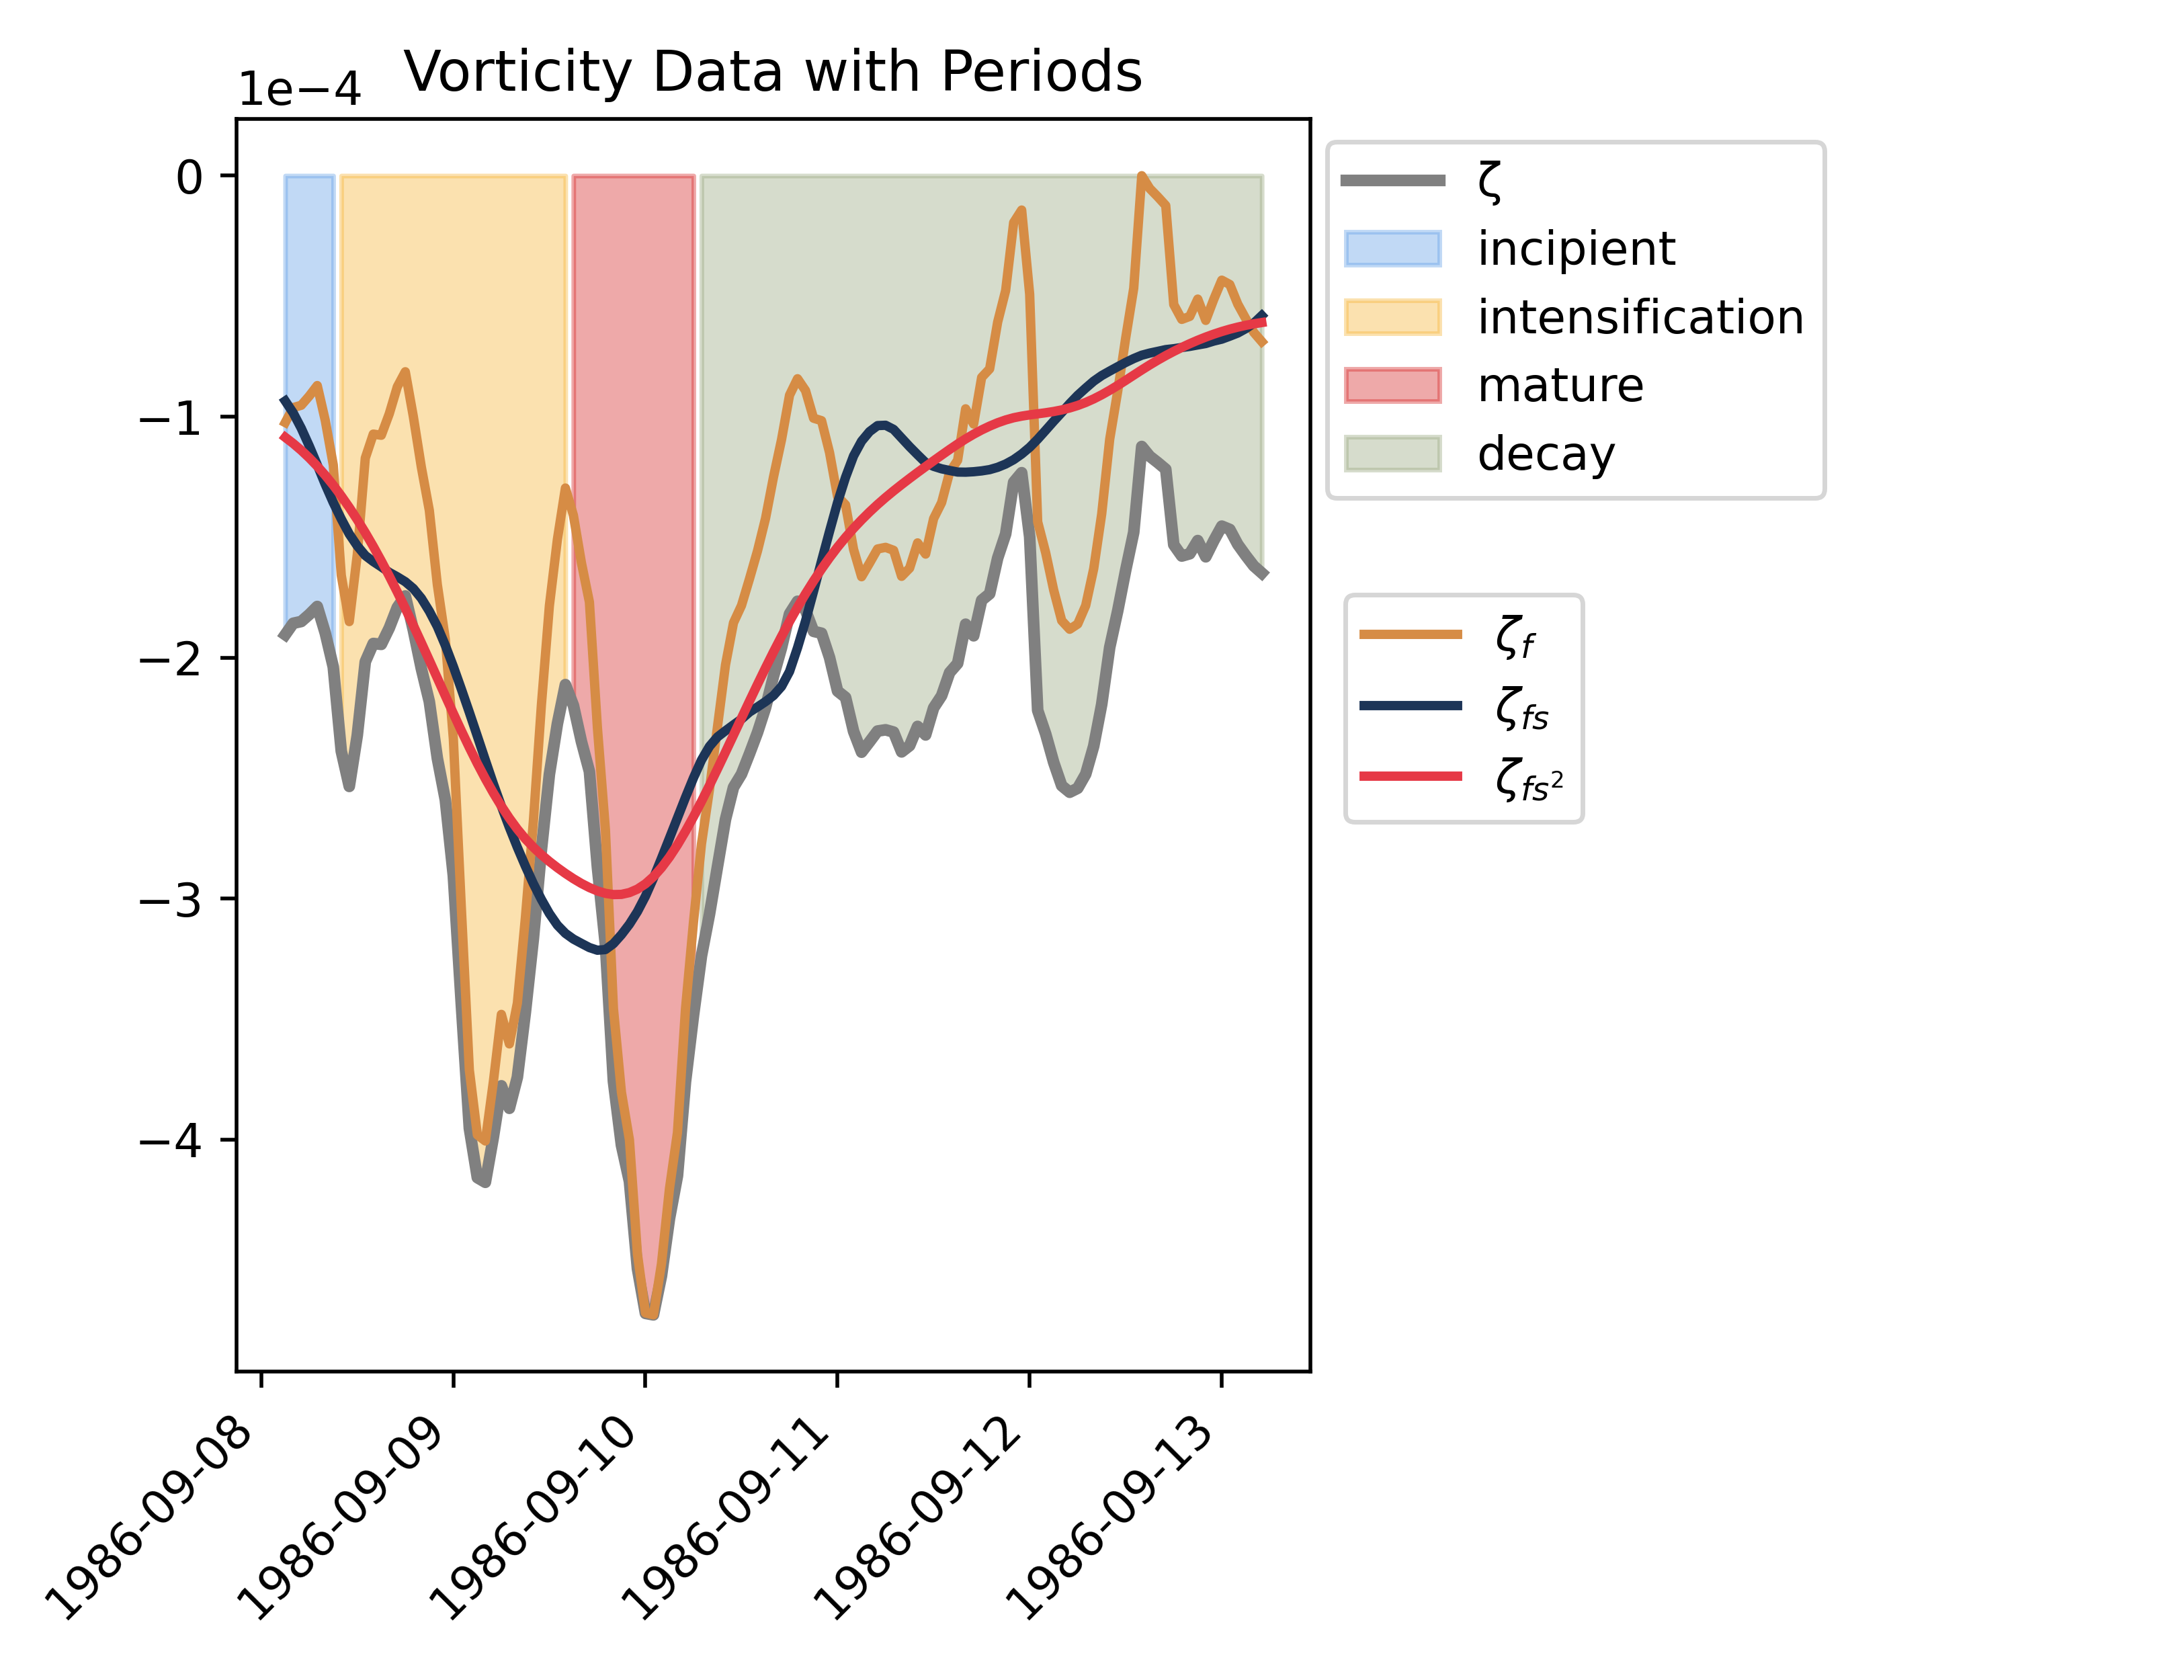 Vorticity Data with Periods
1e−4
0
−1
−2
−3
−4
1986-09-08
1986-09-09
1986-09-10
1986-09-11
1986-09-12
1986-09-13
ζ
incipient
intensification
mature
decay
ζf
ζfs
ζfs²